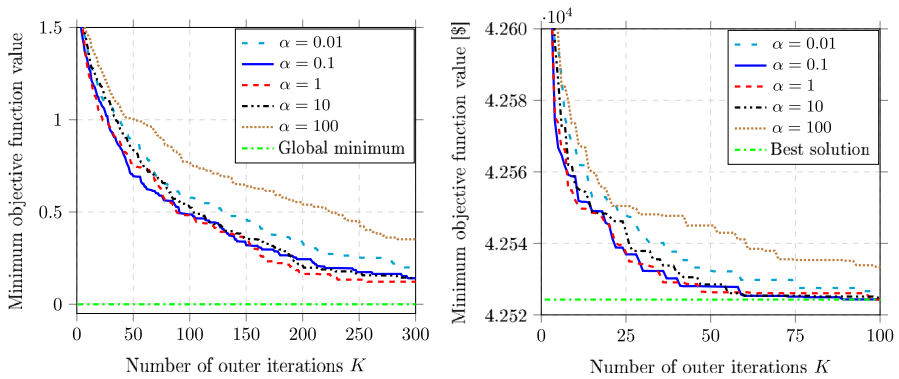 Minimum objective function value
1.5
1
0.5
0
0
50
100
150
200
250
300
Number of outer iterations K
α = 0.01
α = 0.1
α = 1
α = 10
α = 100
Global minimum
Minimum objective function value [$]
·10⁴
4.260
4.258
4.256
4.254
4.252
0
25
50
75
100
Number of outer iterations K
α = 0.01
α = 0.1
α = 1
α = 10
α = 100
Best solution